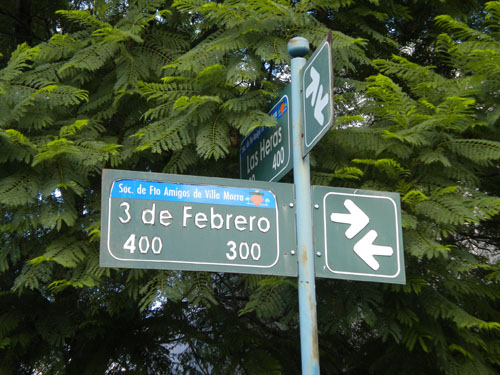 Soc. de Fto Amigos de Villa Morra
3 de Febrero
400 300
Las Heras
400